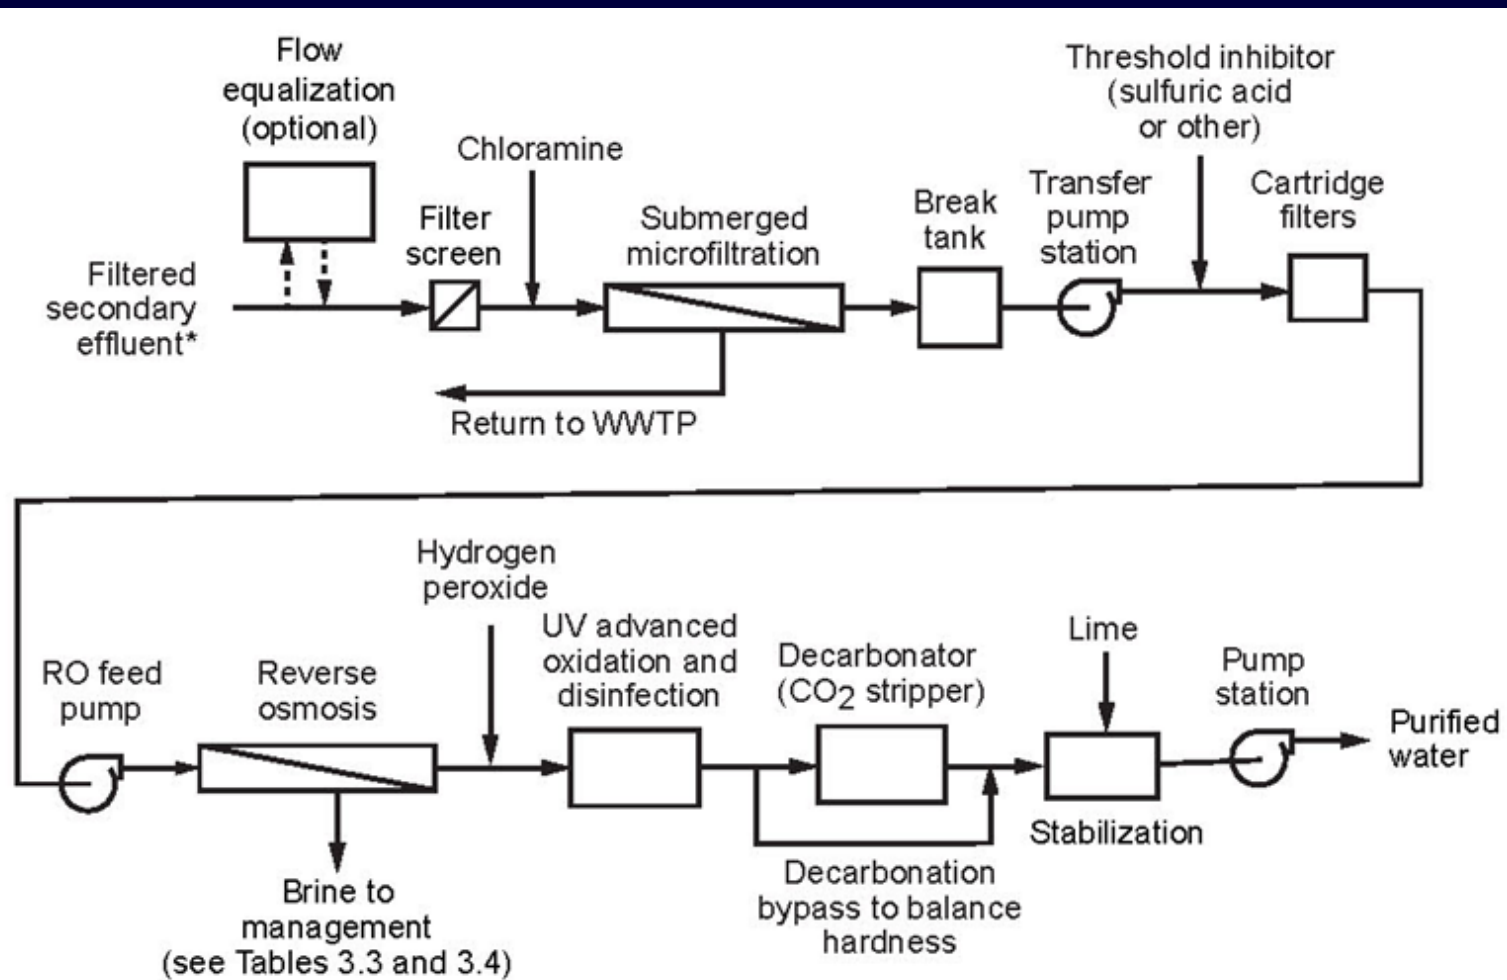 Flow
equalization
(optional)
Threshold inhibitor
(sulfuric acid
or other)
Chloramine
Filter
screen
Submerged
microfiltration
Break
tank
Transfer
pump
station
Cartridge
filters
Filtered
secondary
effluent*
Return to WWTP
Hydrogen
peroxide
RO feed
pump
Reverse
osmosis
UV advanced
oxidation and
disinfection
Decarbonator
(CO2 stripper)
Lime
Pump
station
Purified
water
Stabilization
Decarbonation
bypass to balance
hardness
Brine to
management
(see Tables 3.3 and 3.4)